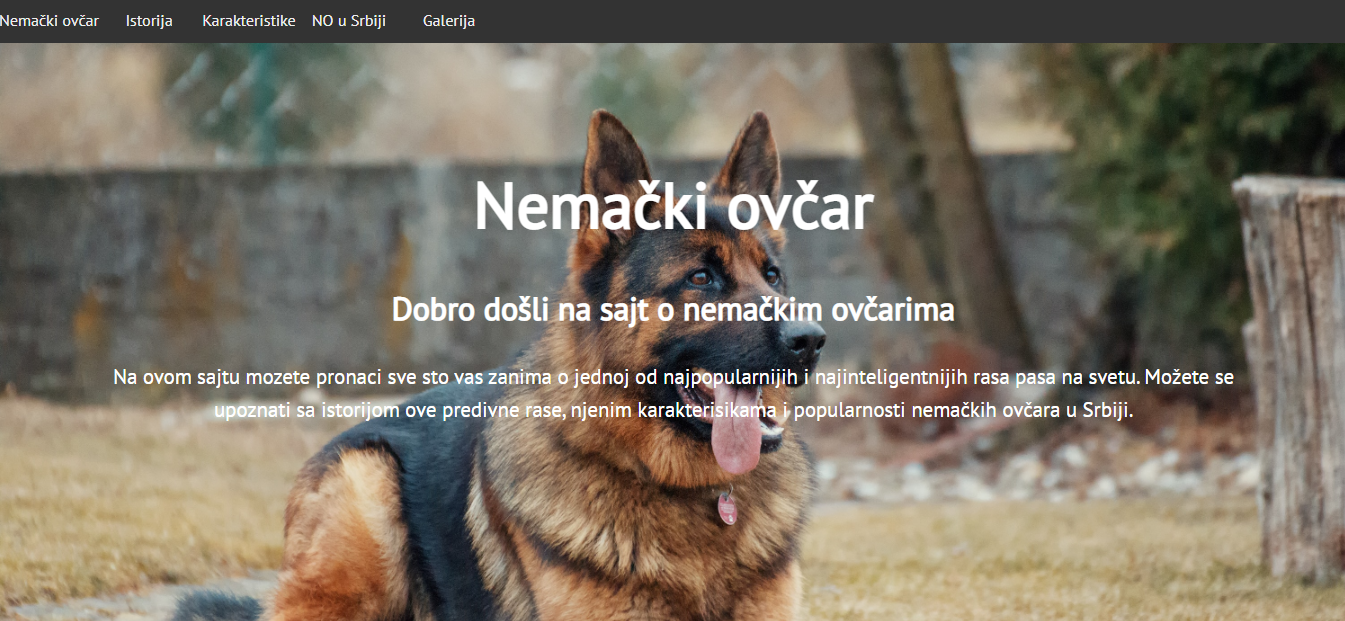 Nemački ovčar Istorija Karakteristike NO u Srbiji Galerija
Nemački ovčar
Dobro došli na sajt o nemačkim ovčarima
Na ovom sajtu mozete pronaci sve sto vas zanima o jednoj od najpopularnijih i najinteligentnijih rasa pasa na svetu. Možete se
upoznati sa istorijom ove predivne rase, njenim karakterisikama i popularnosti nemačkih ovčara u Srbiji.